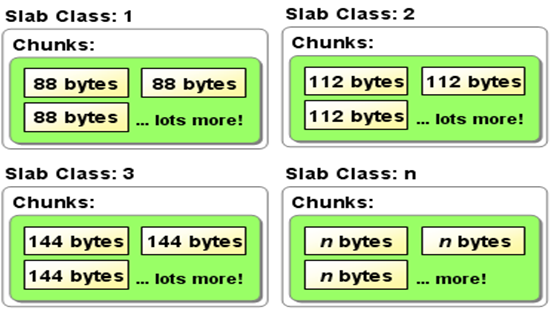 Slab Class: 1
Chunks:
88 bytes 88 bytes
88 bytes ... lots more!
Slab Class: 2
Chunks:
112 bytes 112 bytes
112 bytes ... lots more!
Slab Class: 3
Chunks:
144 bytes 144 bytes
144 bytes ... lots more!
Slab Class: n
Chunks:
n bytes n bytes
n bytes ... more!